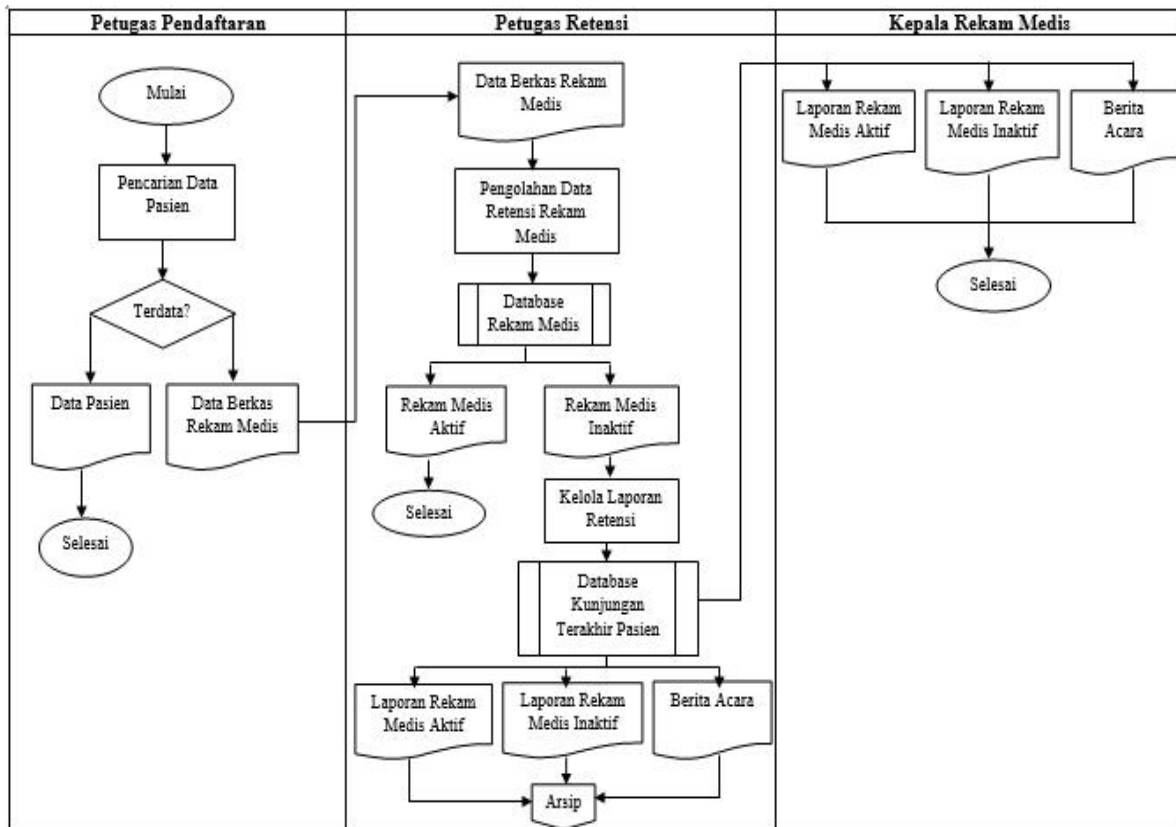 Petugas Pendaftaran
Petugas Retensi
Kepala Rekam Medis
Mulai
Pencarian Data
Pasien
Terdata?
Data Pasien
Data Berkas
Rekam Medis
Selesai
Data Berkas Rekam
Medis
Pengolahan Data
Retensi Rekam
Medis
Database
Rekam Medis
Rekam Medis
Aktif
Rekam Medis
Inaktif
Selesai
Kelola Laporan
Retensi
Database
Kunjungan
Terakhir Pasien
Laporan Rekam
Medis Aktif
Laporan Rekam
Medis Inaktif
Berita Acara
Arsip
Laporan Rekam
Medis Aktif
Laporan Rekam
Medis Inaktif
Berita
Acara
Selesai